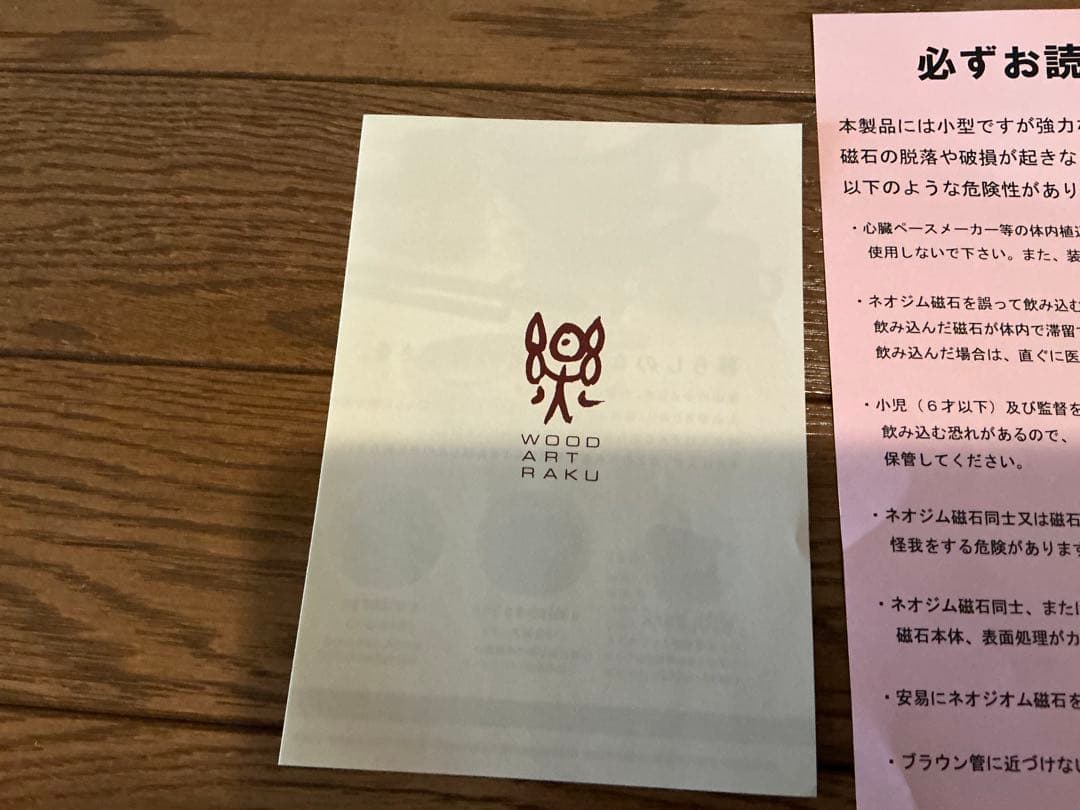 WOOD
ART
RAKU
必ずお読
本製品には小型ですが強力
磁石の脱落や破損が起きな
以下のような危険性があり
・心臓ペースメーカー等の体内植
使用しないで下さい。また、装
・ネオジム磁石を誤って飲み込む
飲み込んだ磁石が体内で滞留
飲み込んだ場合は、直ぐに医
・小児（６才以下）及び監督を
飲み込む恐れがあるので、
保管してください。
・ネオジム磁石同士又は磁石
怪我をする危険があります
・ネオジム磁石同士、または
磁石本体、表面処理がカ
・安易にネオジオム磁石を
・ブラウン管に近づけない